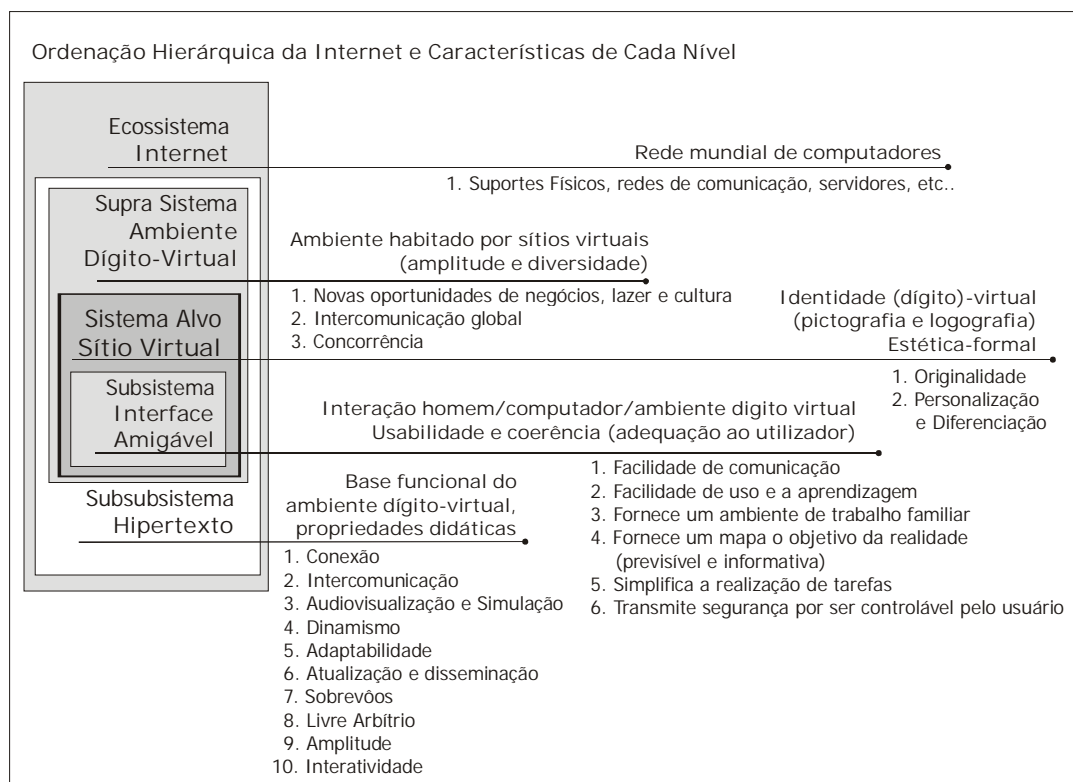 Ordenação Hierárquica da Internet e Características de Cada Nível
Ecossistema
Internet
Rede mundial de computadores
1. Suportes Físicos, redes de comunicação, servidores, etc..
Supra Sistema
Ambiente
Dígito-Virtual
Ambiente habitado por sítios virtuais
(amplitude e diversidade)
1. Novas oportunidades de negócios, lazer e cultura
2. Intercomunicação global
3. Concorrência
Sistema Alvo
Sítio Virtual
Identidade (dígito)-virtual
(pictografia e logografia)
Estética-formal
1. Originalidade
2. Personalização
e Diferenciação
Subsistema
Interface
Amigável
Interação homem/computador/ambiente digito virtual
Usabilidade e coerência (adequação ao utilizador)
1. Facilidade de comunicação
2. Facilidade de uso e a aprendizagem
3. Fornece um ambiente de trabalho familiar
4. Fornece um mapa o objetivo da realidade
(previsível e informativa)
5. Simplifica a realização de tarefas
6. Transmite segurança por ser controlável pelo usuário
Subsubsistema
Hipertexto
Base funcional do
ambiente dígito-virtual,
propriedades didáticas
1. Conexão
2. Intercomunicação
3. Audiovisualização e Simulação
4. Dinamismo
5. Adaptabilidade
6. Atualização e disseminação
7. Sobrevôos
8. Livre Arbítrio
9. Amplitude
10. Interatividade